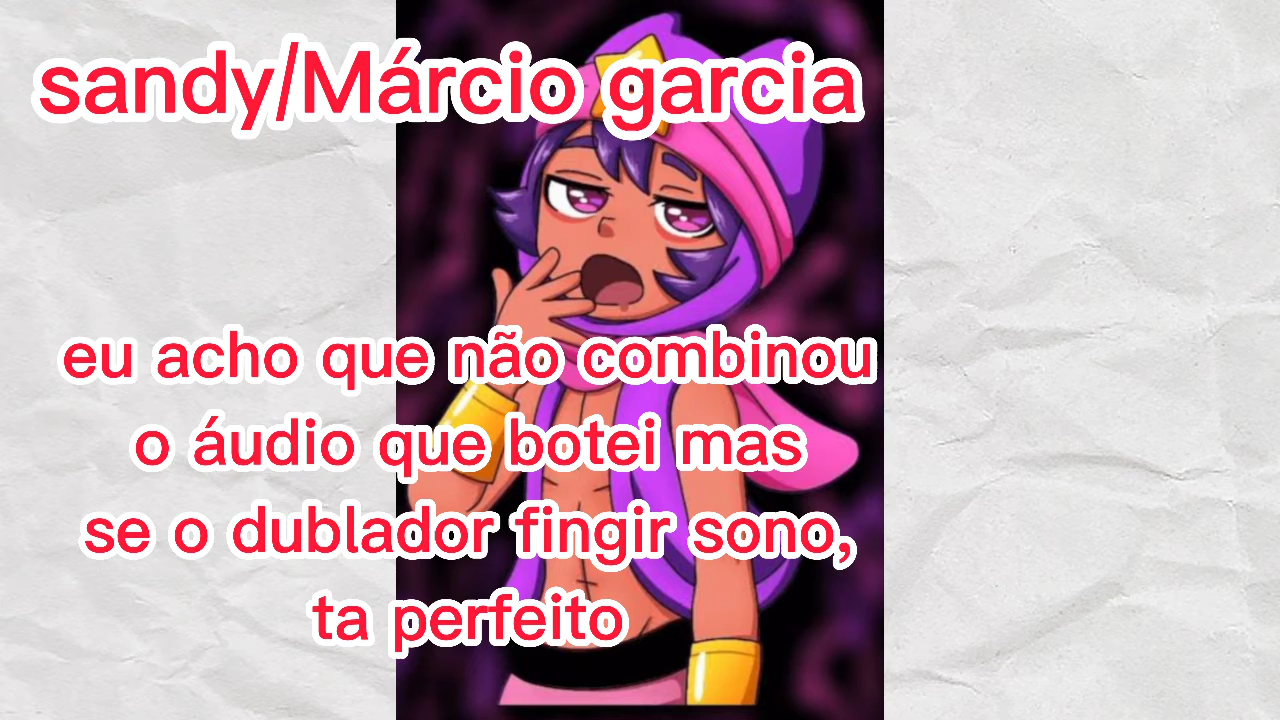 sandy/Márcio garcia
eu acho que não combinou
o áudio que botei mas
se o dublador fingir sono,
ta perfeito